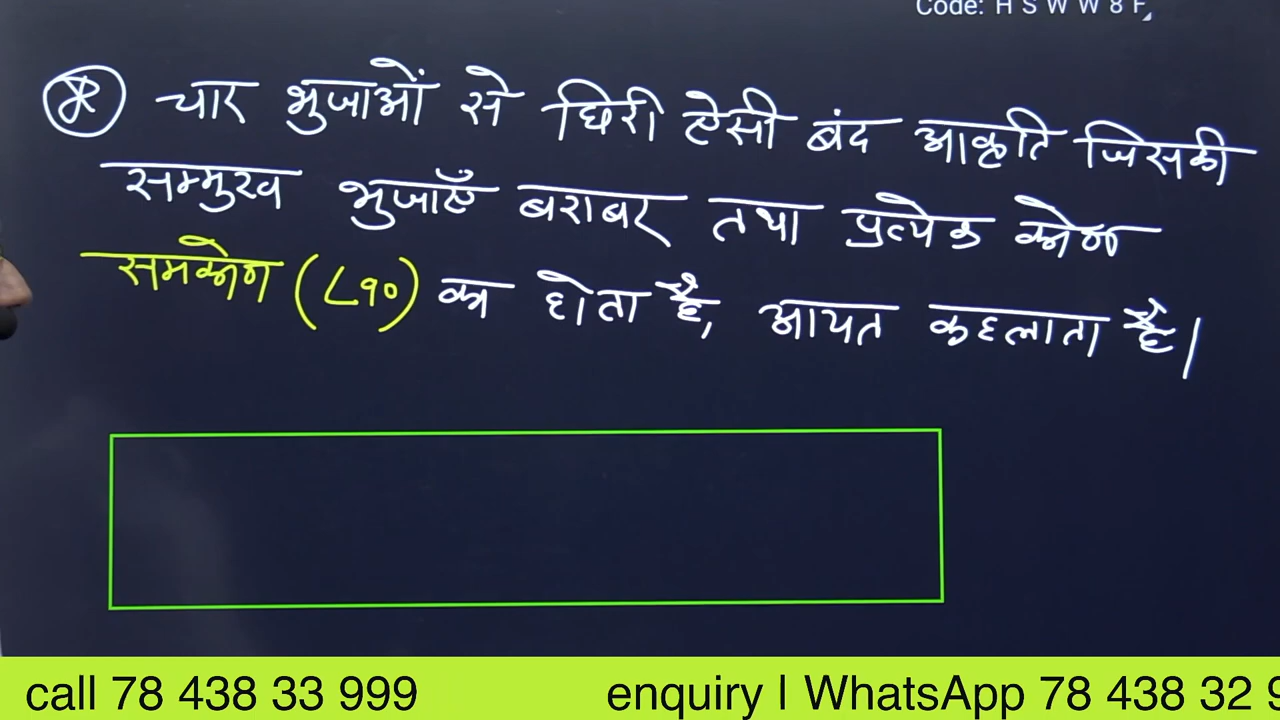 Code: H S W W 8 F
* चार भुजाओं से घिरी ऐसी बंद आकृति जिसकी
सम्मुख भुजाएँ बराबर तथा प्रत्येक कोण
समकोण (∠90) का होता है, आयत कहलाता है।
call 78 438 33 999 enquiry I WhatsApp 78 438 32 9